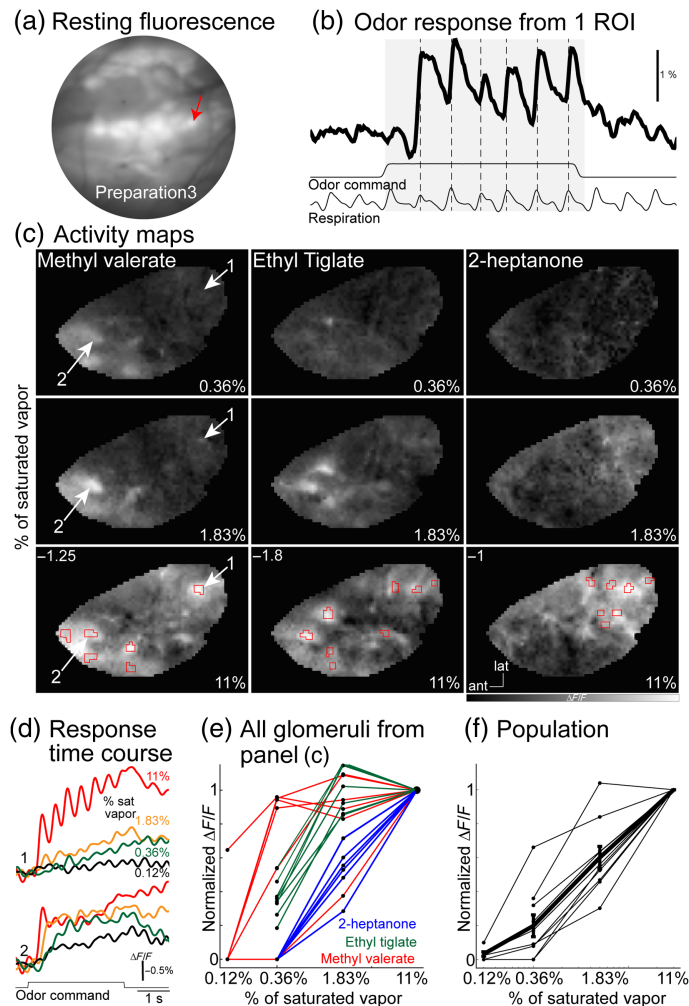 (a) Resting fluorescence
Preparation3
(b) Odor response from 1 ROI
1 %
Odor command
Respiration
(c) Activity maps
% of saturated vapor
Methyl valerate
1
2
0.36%
Ethyl Tiglate
0.36%
2-heptanone
0.36%
1
2
1.83%
1.83%
1.83%
−1.25
1
2
11%
−1.8
11%
−1
lat
ant
11%
ΔF/F
(d) Response
time course
11%
% sat
vapor
1.83%
0.36%
0.12%
1
2
ΔF/F
−0.5%
Odor command
1 s
(e) All glomeruli from
panel (c)
Normalized ΔF/F
1
0
2-heptanone
Ethyl tiglate
Methyl valerate
0.12% 0.36% 1.83% 11%
% of saturated vapor
(f) Population
Normalized ΔF/F
1
0
0.12% 0.36% 1.83% 11%
% of saturated vapor